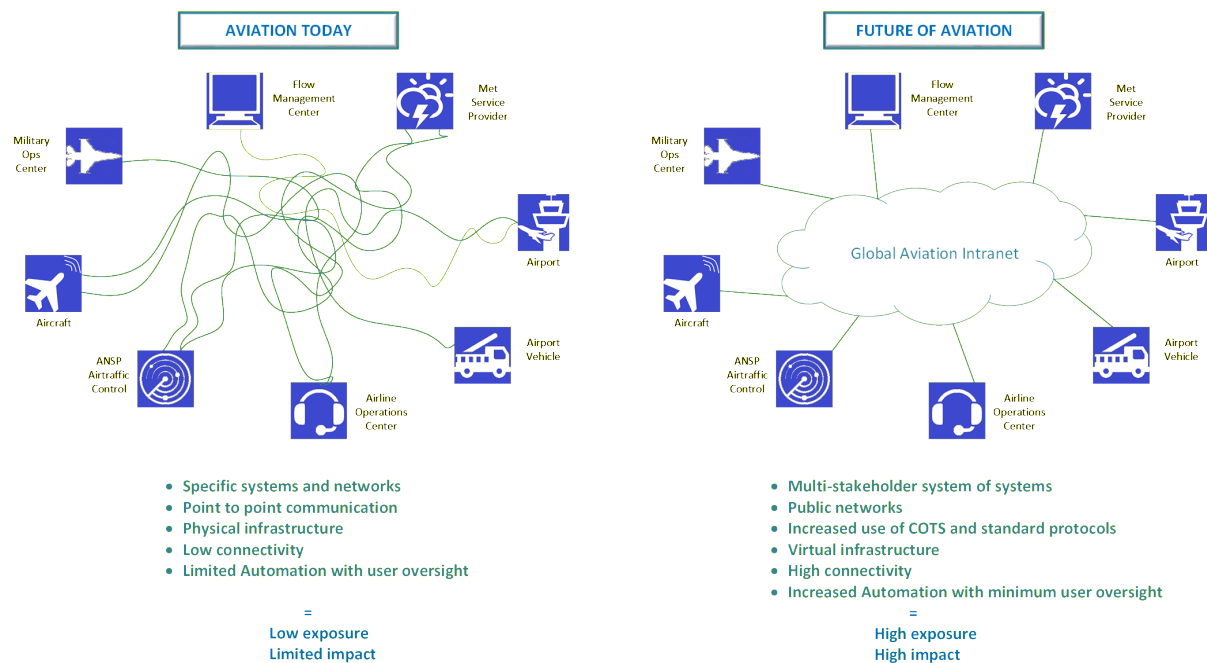 AVIATION TODAY
Flow
Management
Center
Met
Service
Provider
Military
Ops
Center
Airport
Aircraft
ANSP
Airtraffic
Control
Airline
Operations
Center
Airport
Vehicle
• Specific systems and networks
• Point to point communication
• Physical infrastructure
• Low connectivity
• Limited Automation with user oversight
=
Low exposure
Limited impact
FUTURE OF AVIATION
Flow
Management
Center
Met
Service
Provider
Military
Ops
Center
Global Aviation Intranet
Airport
Aircraft
ANSP
Airtraffic
Control
Airline
Operations
Center
Airport
Vehicle
• Multi-stakeholder system of systems
• Public networks
• Increased use of COTS and standard protocols
• Virtual infrastructure
• High connectivity
• Increased Automation with minimum user oversight
=
High exposure
High impact